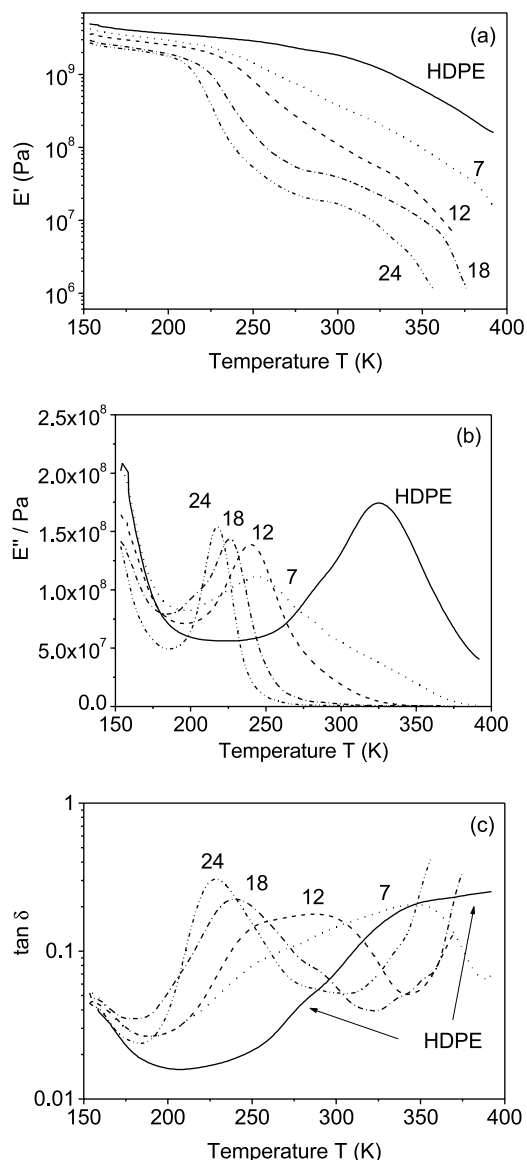 (a)
HDPE
10⁹
10⁸
10⁷
10⁶
E' (Pa)
7
12
18
24
150 200 250 300 350 400
Temperature T (K)
(b)
2.5x10⁸
2.0x10⁸
1.5x10⁸
1.0x10⁸
5.0x10⁷
0.0
E'' / Pa
24
18
12
7
HDPE
150 200 250 300 350 400
Temperature T (K)
(c)
1
0.1
0.01
tan δ
24
18
12
7
HDPE
150 200 250 300 350 400
Temperature T (K)